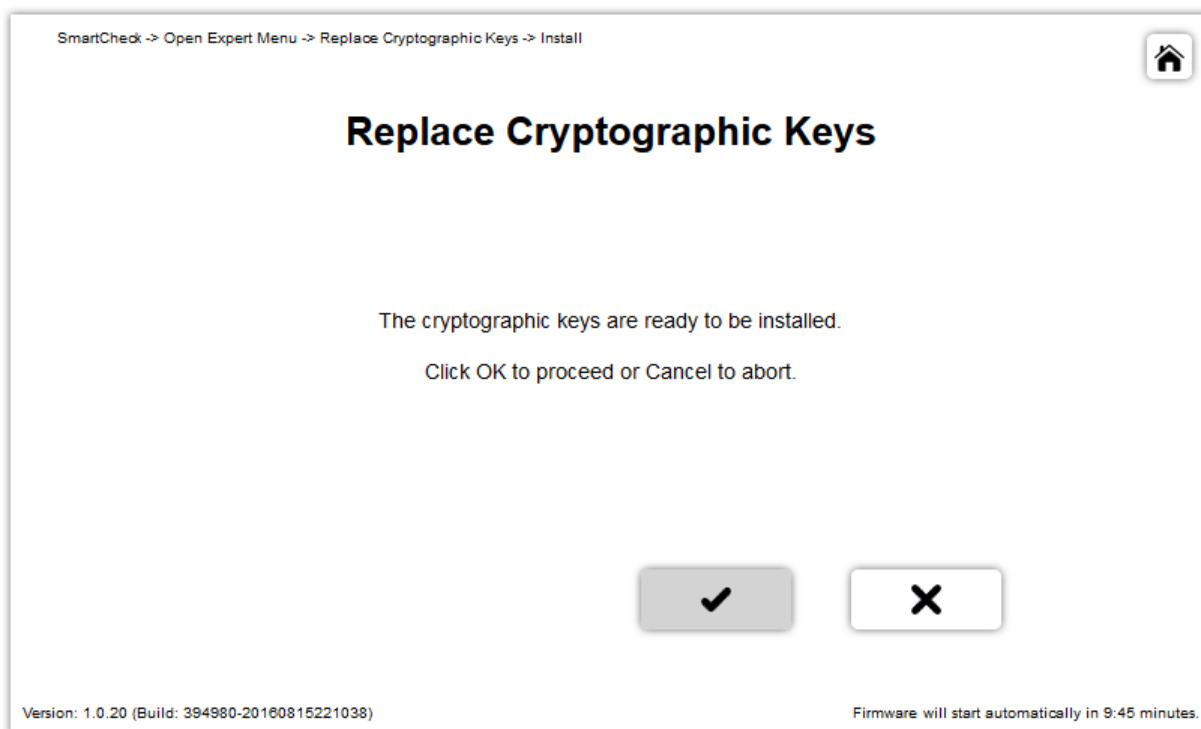 SmartCheck -> Open Expert Menu -> Replace Cryptographic Keys -> Install
Replace Cryptographic Keys
The cryptographic keys are ready to be installed.
Click OK to proceed or Cancel to abort.
Version: 1.0.20 (Build: 394980-20160815221038)
Firmware will start automatically in 9:45 minutes.